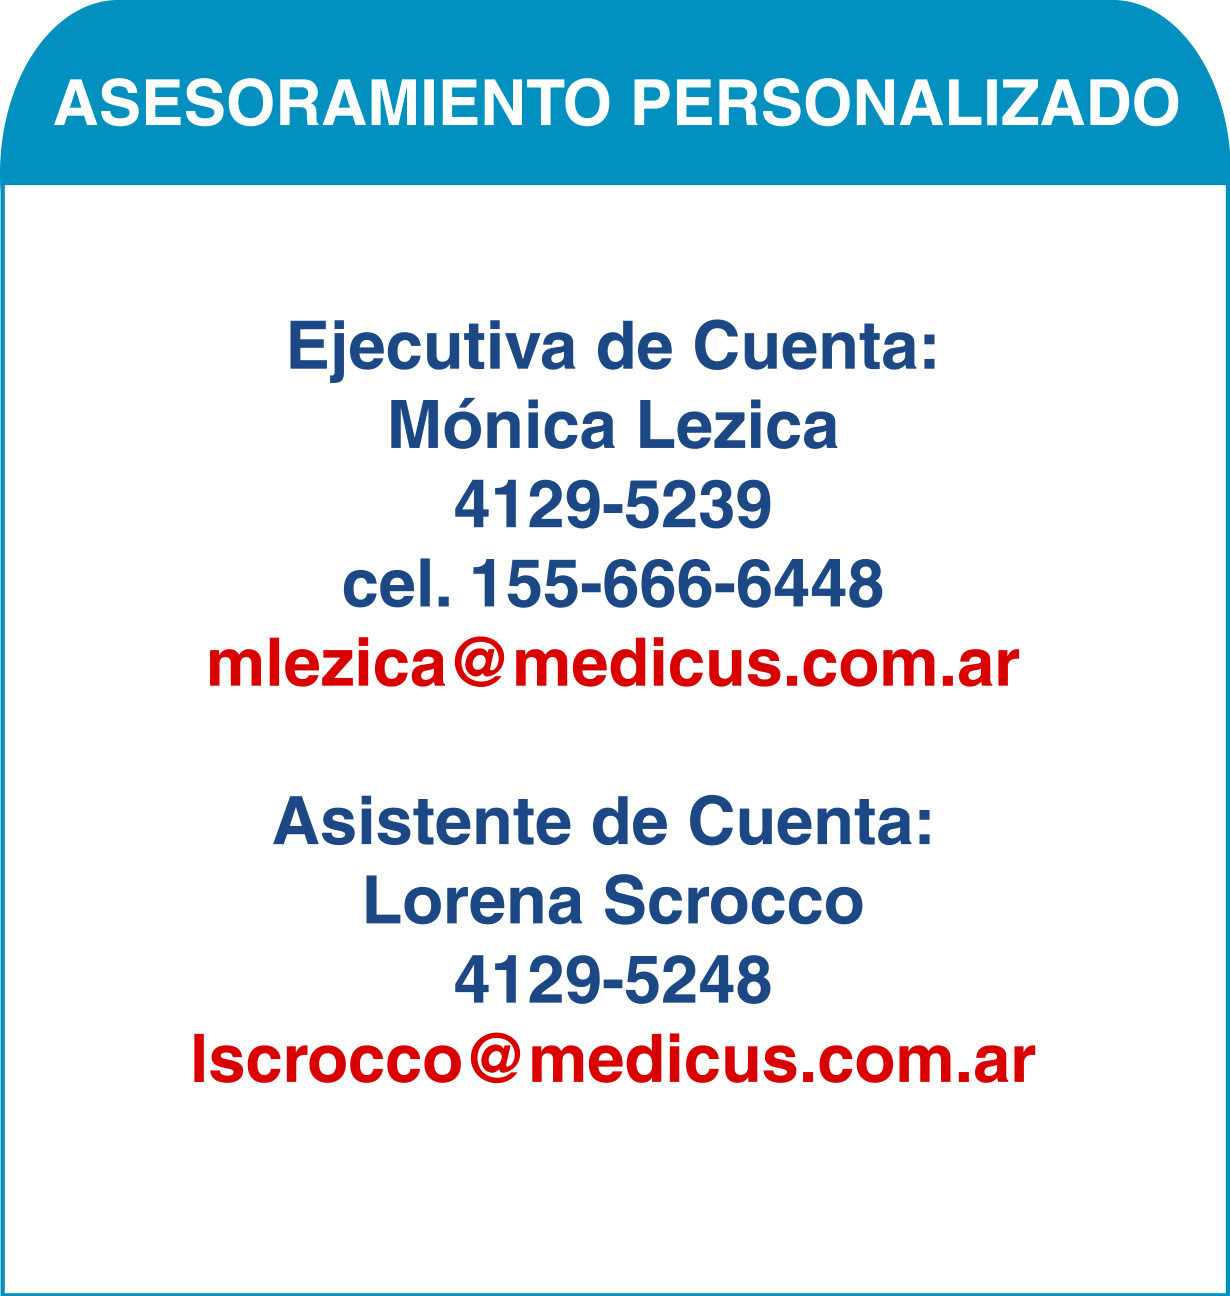 ASESORAMIENTO PERSONALIZADO
Ejecutiva de Cuenta:
Mónica Lezica
4129-5239
cel. 155-666-6448
mlezica@medicus.com.ar
Asistente de Cuenta:
Lorena Scrocco
4129-5248
lscrocco@medicus.com.ar